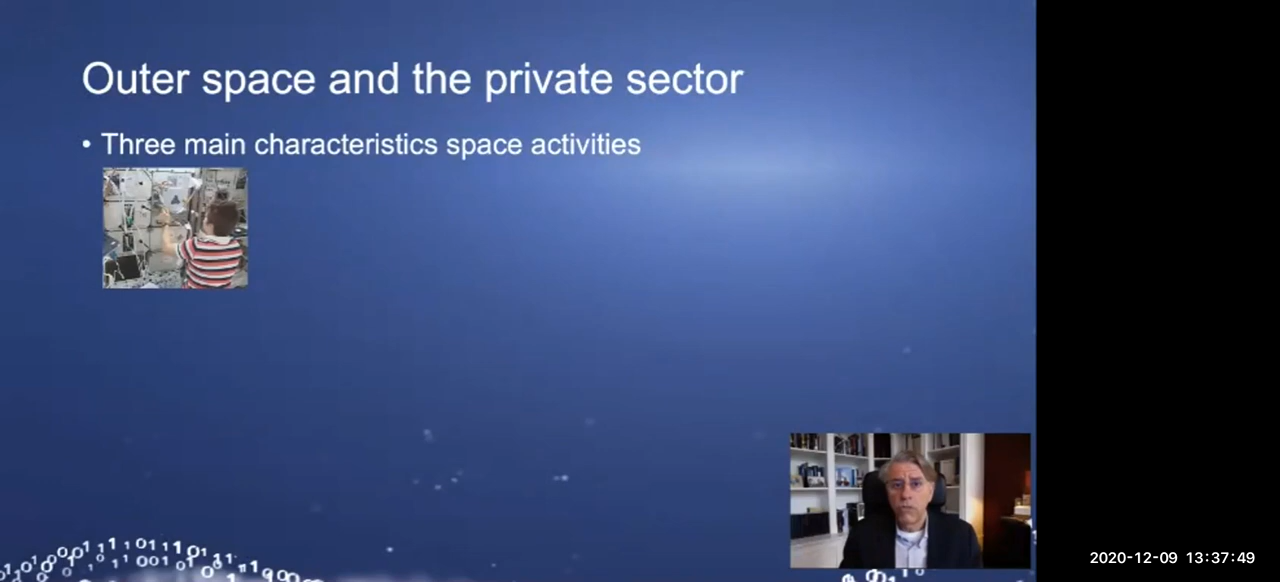 Outer space and the private sector
• Three main characteristics space activities
2020-12-09 13:37:49